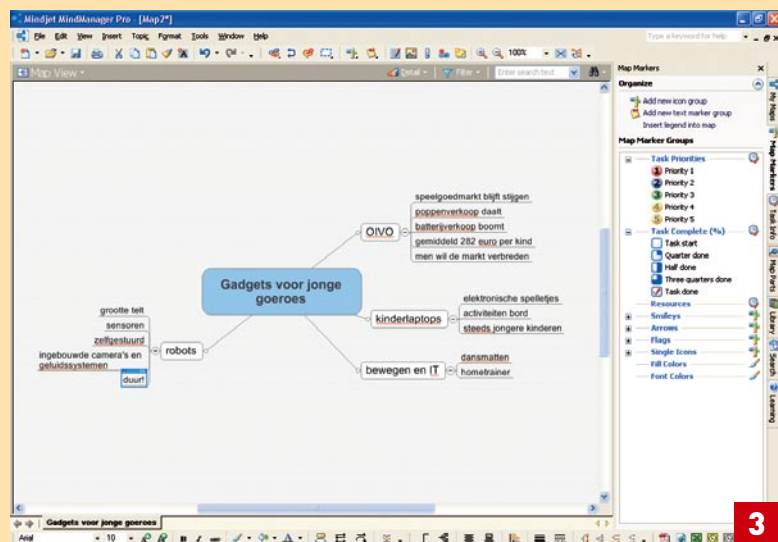 Mindjet MindManager Pro - [Map2*]
File Edit View Insert Topic Format Tools Window Help
Type a keyword for help
100%
Map View
Detail
Filter
Enter search text
Gadgets voor jonge
goeroes
OIVO
speelgoedmarkt blijft stijgen
poppenverkoop daalt
batterijverkoop boomt
gemiddeld 282 euro per kind
men wil de markt verbreden
kinderlaptops
elektronische spelletjes
activiteiten bord
steeds jongere kinderen
bewegen en IT
dansmatten
hometrainer
robots
grootte telt
sensoren
zelfgestuurd
ingebouwde camera's en
geluidssystemen
duur!
Map Markers
Organize
Add new icon group
Add new text marker group
Insert legend into map
Map Marker Groups
Task Priorities
1 Priority 1
2 Priority 2
3 Priority 3
4 Priority 4
5 Priority 5
Task Complete (%)
Task start
Quarter done
Half done
Three quarters done
Task done
Resources
Smileys
Arrows
Flags
Single Icons
Fill Colors
Font Colors
My Maps
Map Markers
Task Info
Map Parts
Library
Search
Learning
Gadgets voor jonge goeroes
Arial
10
3